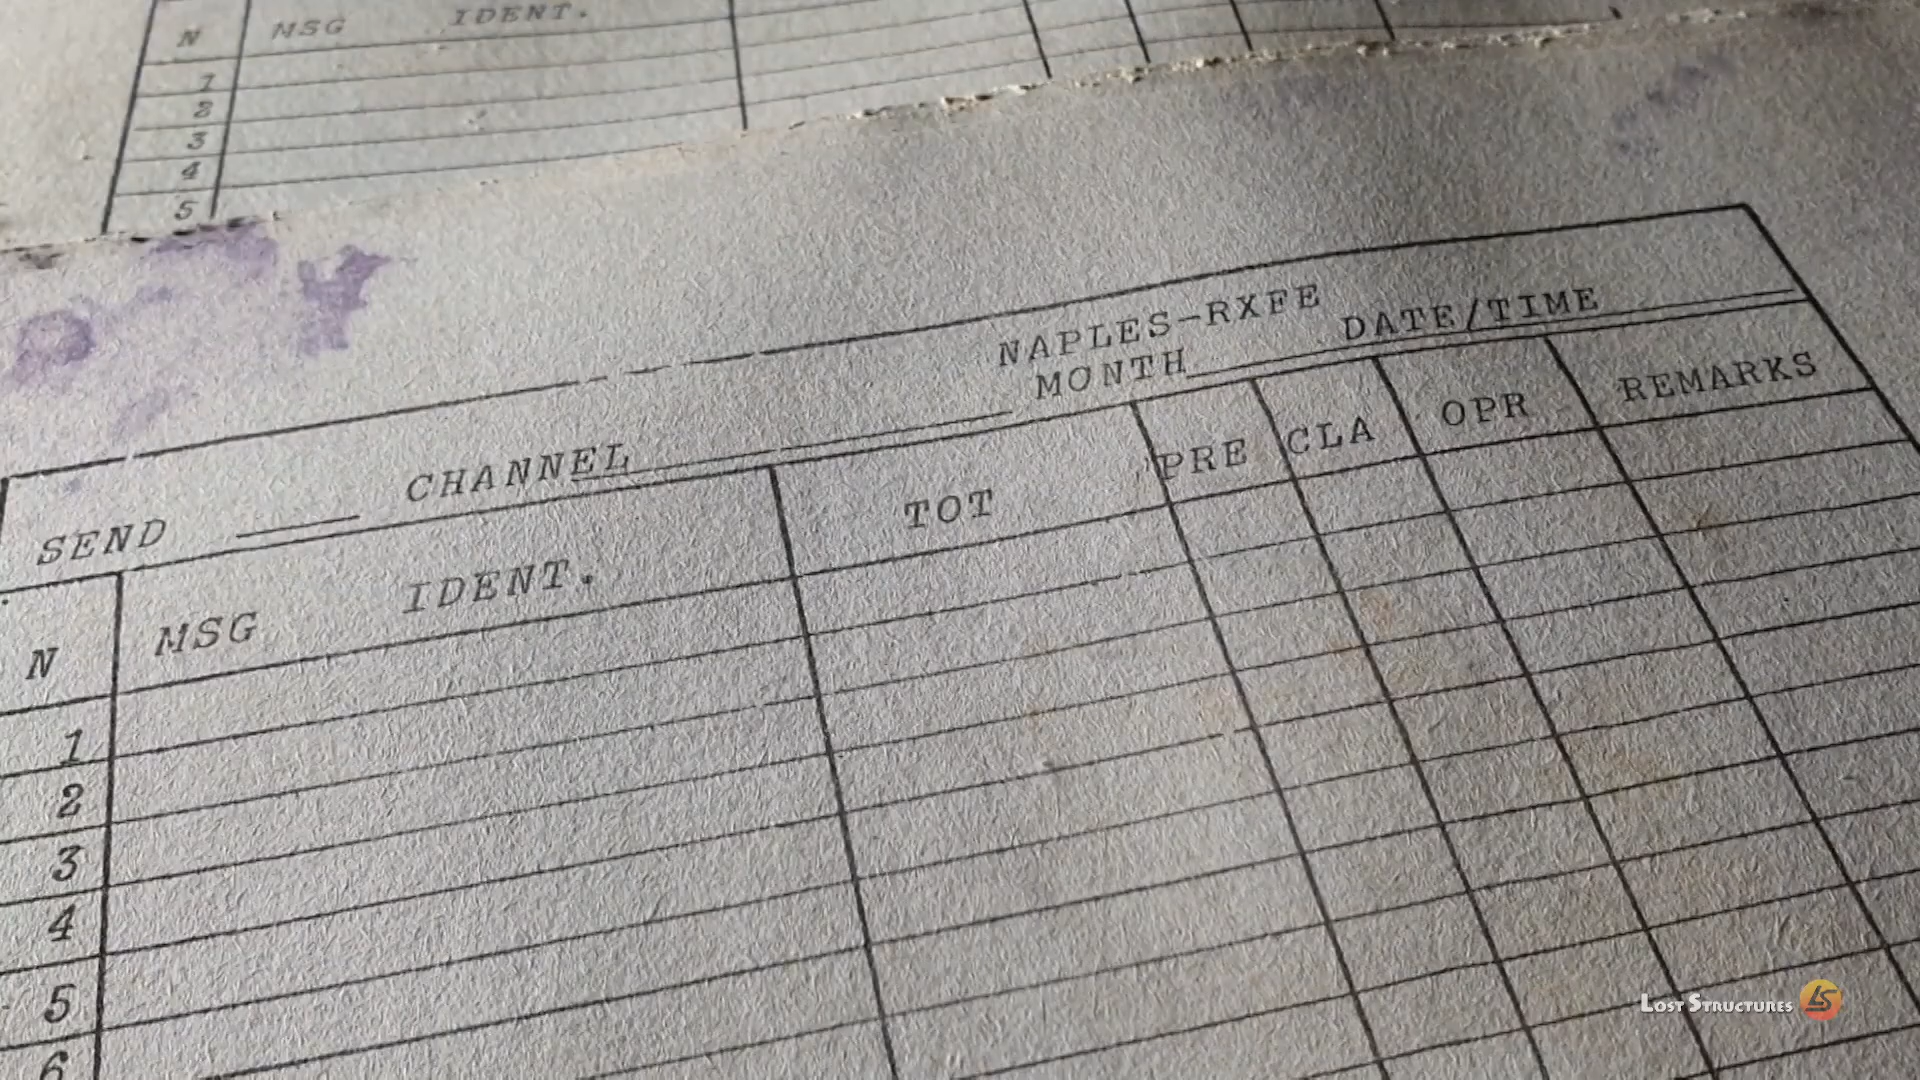 N MSG IDENT.
1
2
3
4
5
NAPLES-RXFE
SEND CHANNEL MONTH DATE/TIME
N MSG IDENT. TOT PRE CLA OPR REMARKS
1
2
3
4
5
6
LOST STRUCTURES LS